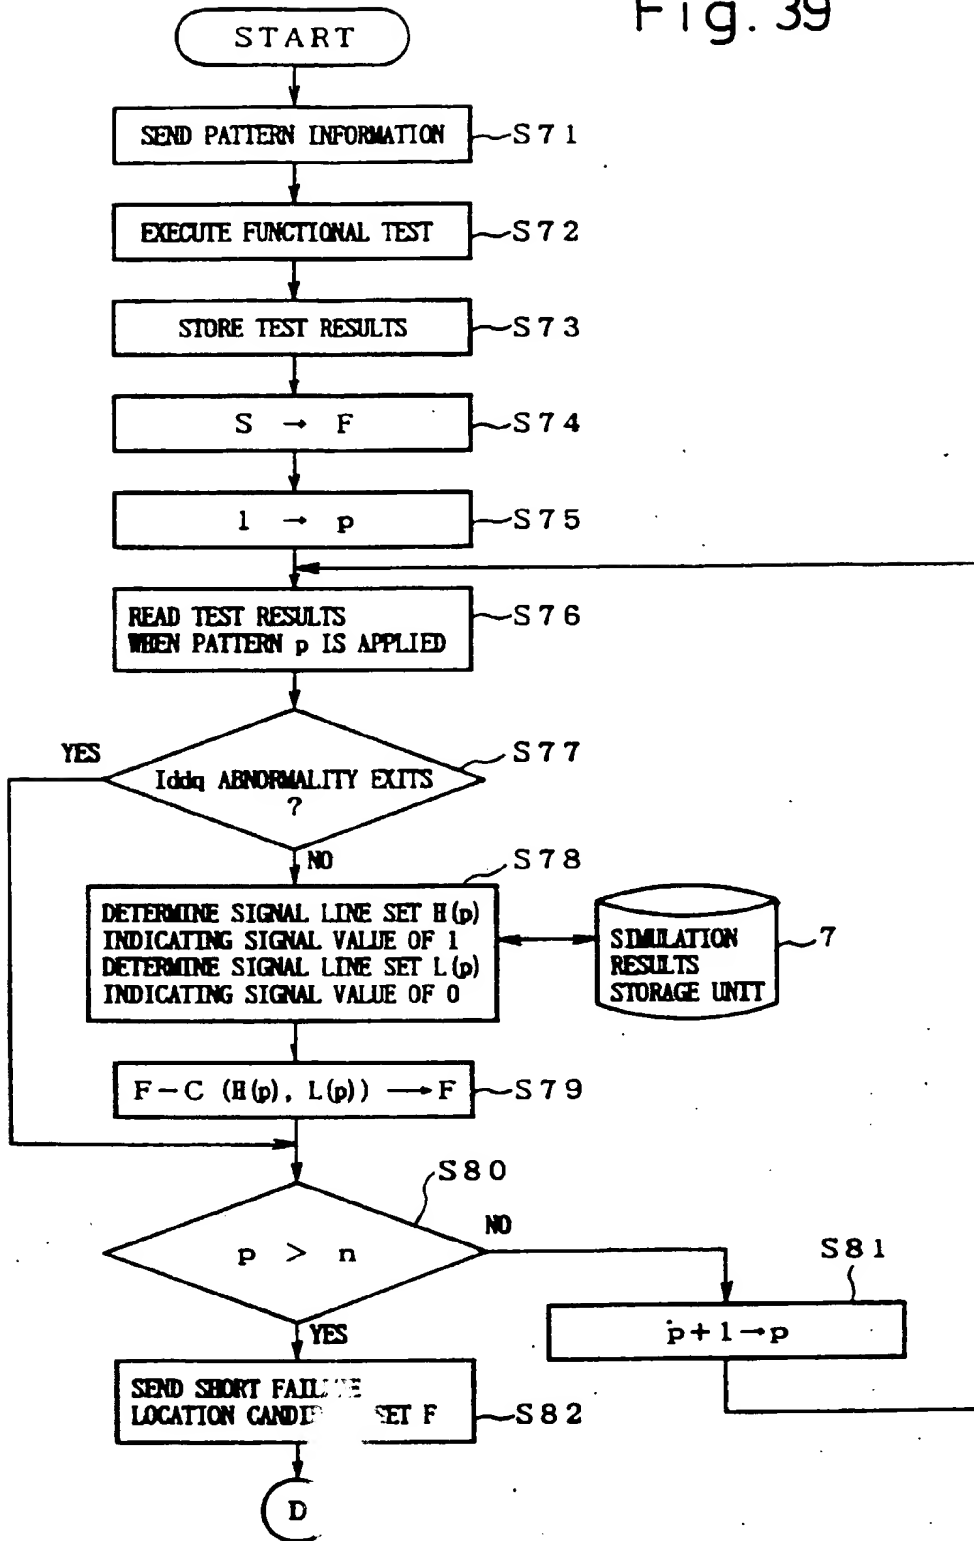 Fig. 39
START
SEND PATTERN INFORMATION
S71
EXECUTE FUNCTIONAL TEST
S72
STORE TEST RESULTS
S73
S → F
S74
1 → p
S75
READ TEST RESULTS
WHEN PATTERN p IS APPLIED
S76
YES
S77
Iddq ABNORMALITY EXITS
?
NO
S78
DETERMINE SIGNAL LINE SET H(p)
INDICATING SIGNAL VALUE OF 1
DETERMINE SIGNAL LINE SET L(p)
INDICATING SIGNAL VALUE OF 0
SIMULATION
RESULTS
STORAGE UNIT
7
F-C (H(p), L(p)) → F
S79
S80
p > n
NO
S81
p+1→p
YES
SEND SHORT
LOCATION SET F
S82
D